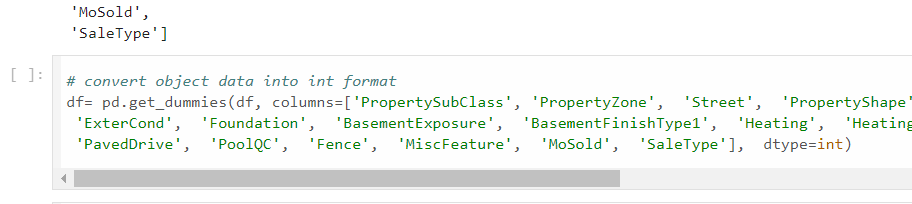 'MoSold',
'SaleType']
[ ]:
# convert object data into int format
df= pd.get_dummies(df, columns=['PropertySubClass', 'PropertyZone', 'Street', 'PropertyShape'
'ExterCond', 'Foundation', 'BasementExposure', 'BasementFinishType1', 'Heating', 'Heating
'PavedDrive', 'PoolQC', 'Fence', 'MiscFeature', 'MoSold', 'SaleType'], dtype=int)